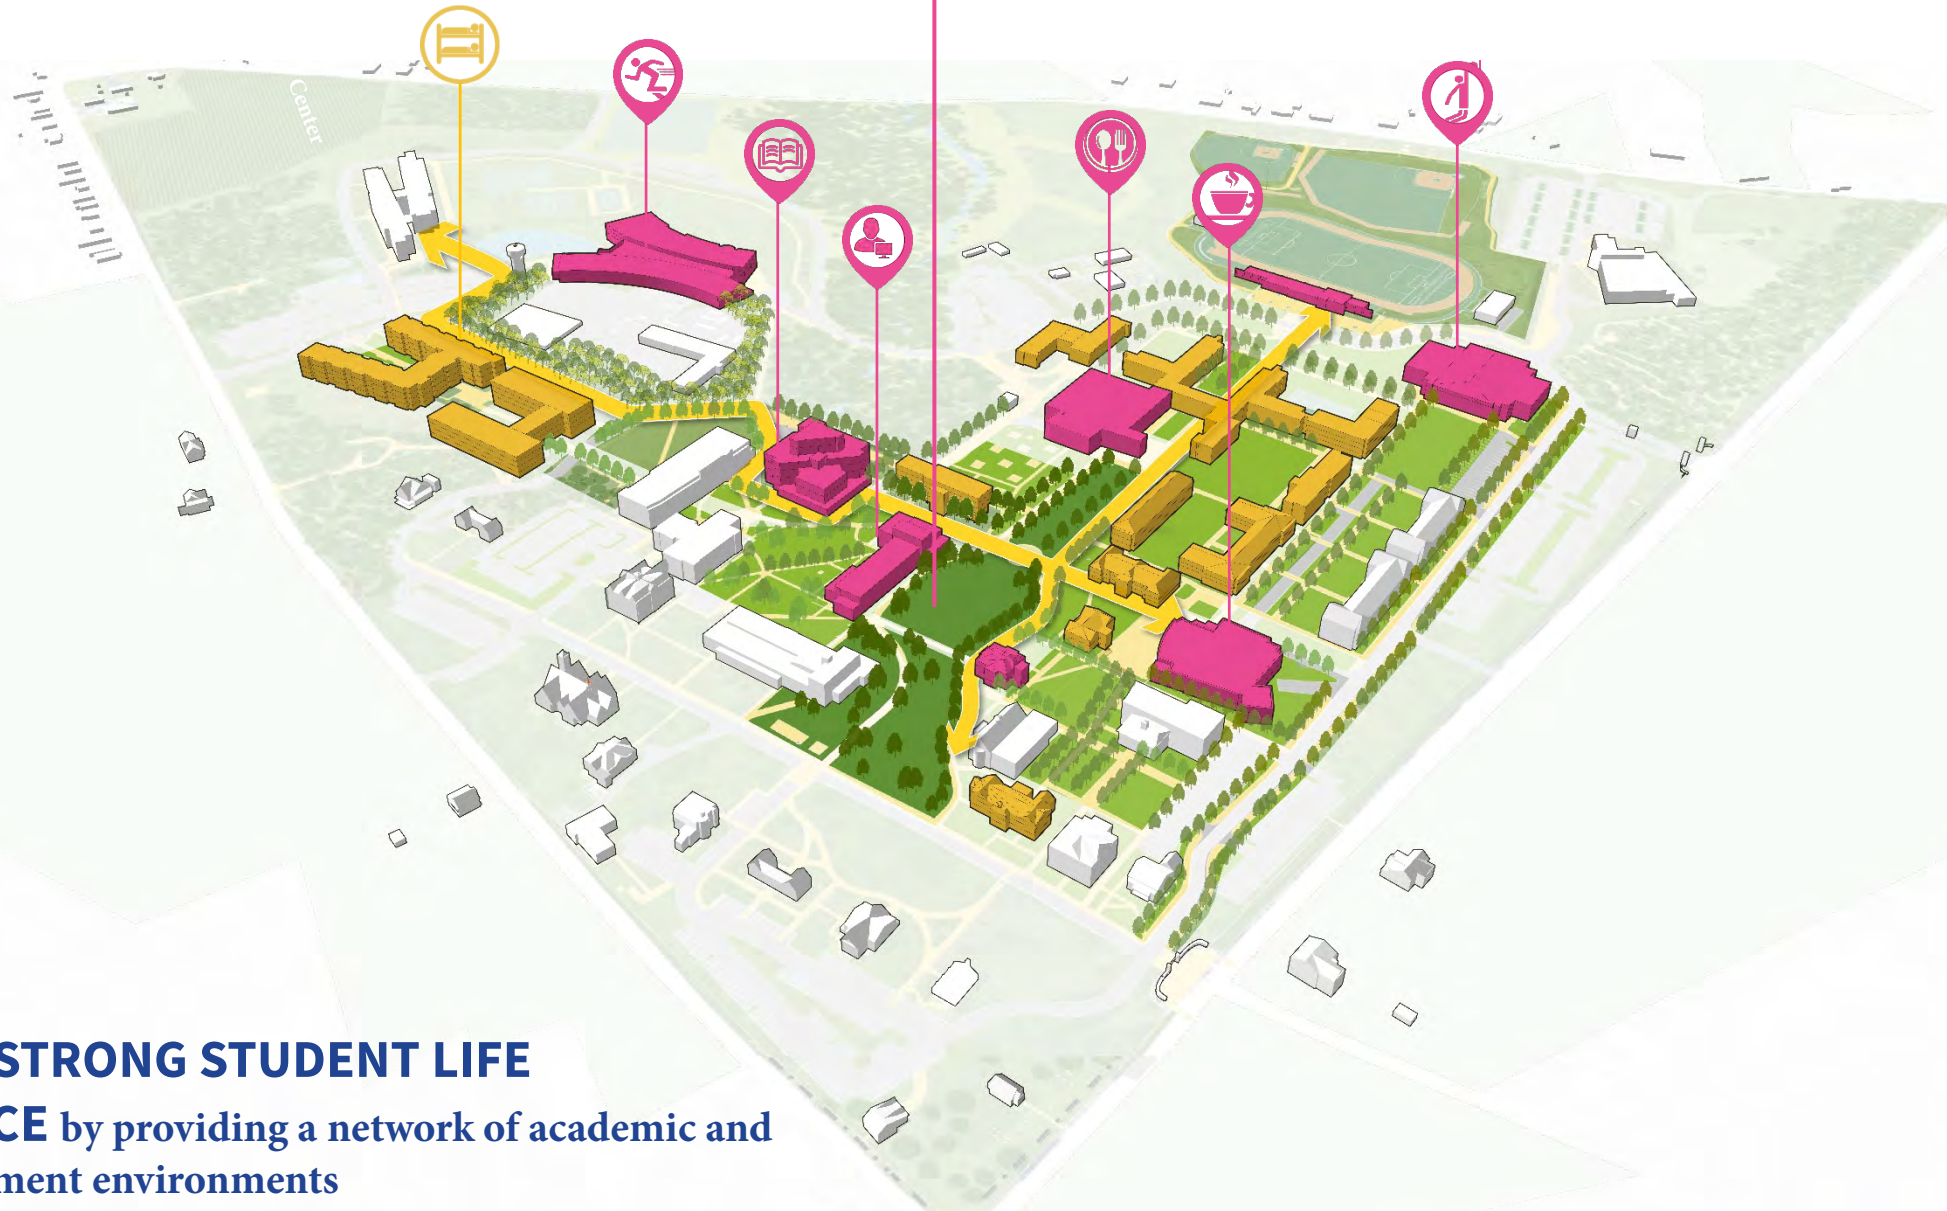 Center
STRONG STUDENT LIFE
CE by providing a network of academic and
ment environments